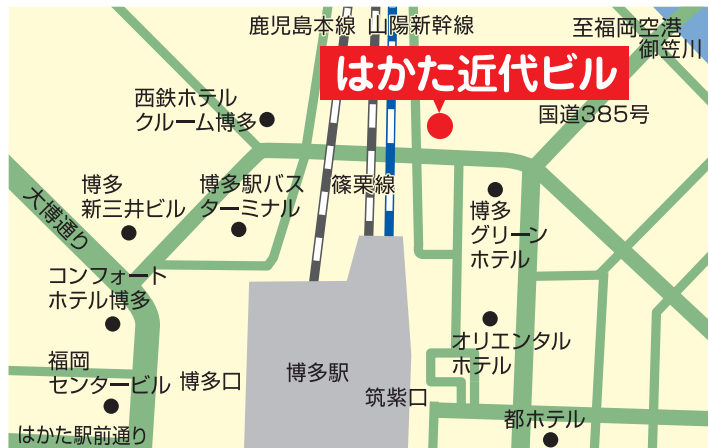 鹿児島本線 山陽新幹線
至福岡空港
御笠川
はかた近代ビル
西鉄ホテル
クルーム博多
国道385号
博多
新三井ビル
博多駅バス
ターミナル
篠栗線
博多
グリーン
ホテル
大博通り
コンフォート
ホテル博多
オリエンタル
ホテル
福岡
センタービル
博多口
博多駅
筑紫口
都ホテル
はかた駅前通り